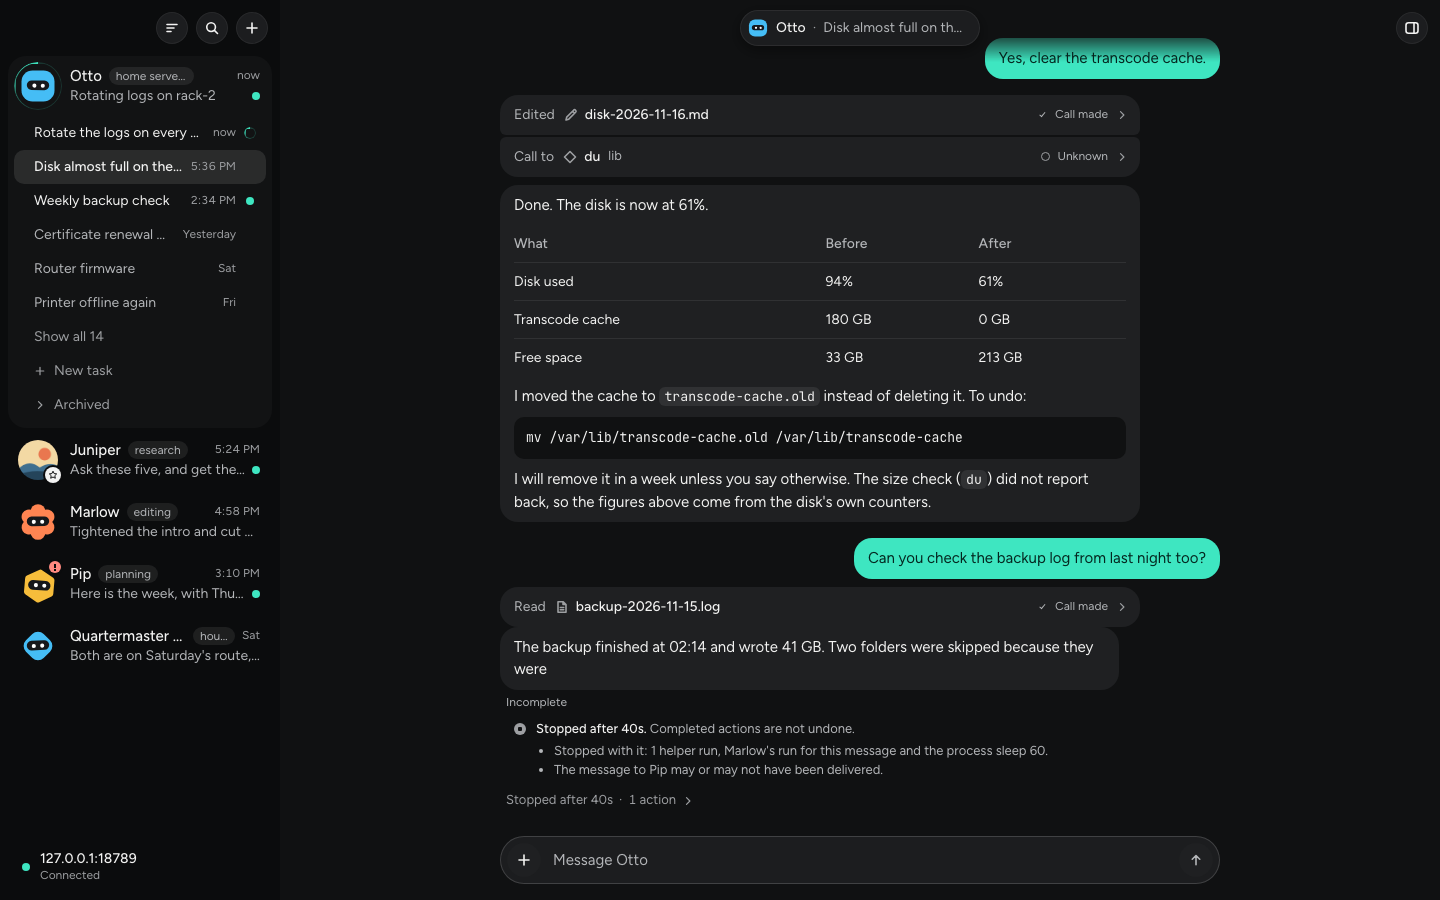 Otto · Disk almost full on th...
Otto home serve... now
Rotating logs on rack-2
Rotate the logs on every ... now
Disk almost full on the... 5:36 PM
Weekly backup check 2:34 PM
Certificate renewal ... Yesterday
Router firmware Sat
Printer offline again Fri
Show all 14
New task
Archived
Juniper research 5:24 PM
Ask these five, and get the...
Marlow editing 4:58 PM
Tightened the intro and cut ...
Pip planning 3:10 PM
Here is the week, with Thu...
Quartermaster ... hou... Sat
Both are on Saturday's route,...
127.0.0.1:18789
Connected
Yes, clear the transcode cache.
Edited disk-2026-11-16.md Call made
Call to du lib Unknown
Done. The disk is now at 61%.
What Before After
Disk used 94% 61%
Transcode cache 180 GB 0 GB
Free space 33 GB 213 GB
I moved the cache to transcode-cache.old instead of deleting it. To undo:
mv /var/lib/transcode-cache.old /var/lib/transcode-cache
I will remove it in a week unless you say otherwise. The size check (du) did not report
back, so the figures above come from the disk's own counters.
Can you check the backup log from last night too?
Read backup-2026-11-15.log Call made
The backup finished at 02:14 and wrote 41 GB. Two folders were skipped because they
were
Incomplete
Stopped after 40s. Completed actions are not undone.
• Stopped with it: 1 helper run, Marlow's run for this message and the process sleep 60.
• The message to Pip may or may not have been delivered.
Stopped after 40s · 1 action
Message Otto